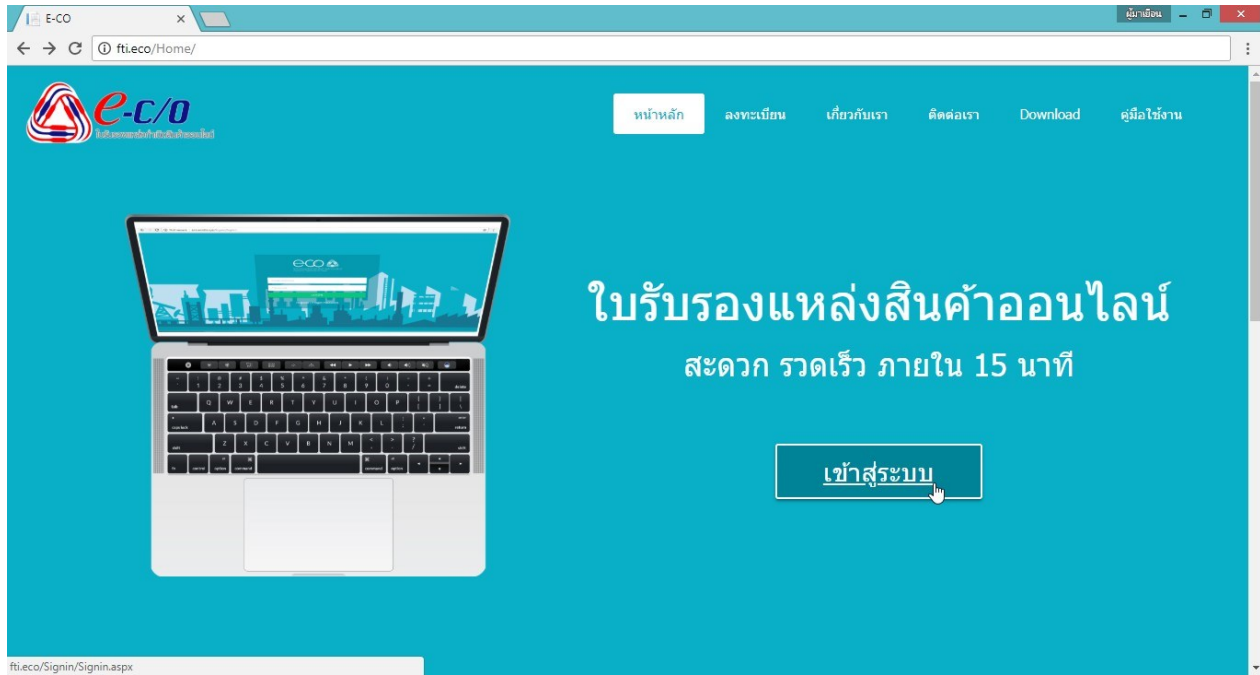 E-CO
ผู้มาเยือน
fti.eco/Home/
e-c/o
หน้าหลัก ลงทะเบียน เกี่ยวกับเรา ติดต่อเรา Download คู่มือใช้งาน
eco
ใบรับรองแหล่งสินค้าออนไลน์
สะดวก รวดเร็ว ภายใน 15 นาที
เข้าสู่ระบบ
fti.eco/Signin/Signin.aspx